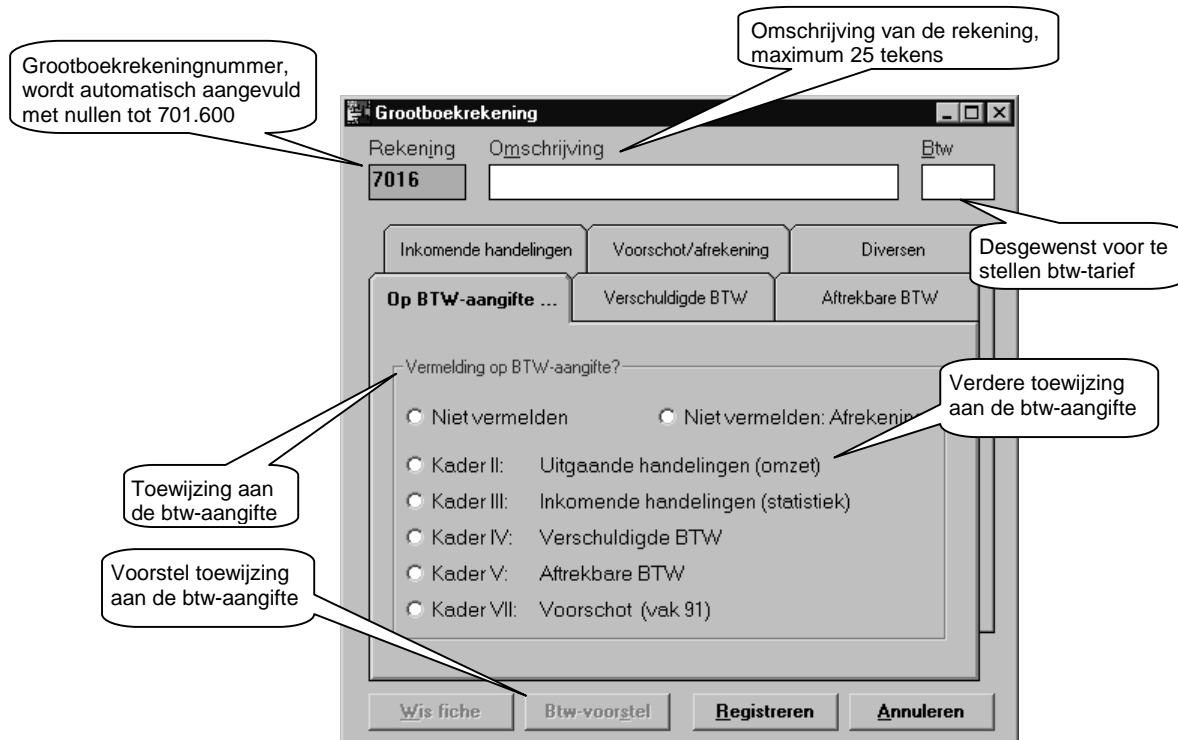 Omschrijving van de rekening,
maximum 25 tekens
Grootboekrekeningnummer,
wordt automatisch aangevuld
met nullen tot 701.600
Grootboekrekening
Rekening Omschrijving Btw
7016
Inkomende handelingen Voorschot/afrekening Diversen
Desgewenst voor te
stellen btw-tarief
Op BTW-aangifte ... Verschuldigde BTW Aftrekbare BTW
Vermelding op BTW-aangifte?
Verdere toewijzing
aan de btw-aangifte
Niet vermelden Niet vermelden: Afrekening
Kader II: Uitgaande handelingen (omzet)
Toewijzing aan
de btw-aangifte
Kader III: Inkomende handelingen (statistiek)
Kader IV: Verschuldigde BTW
Voorstel toewijzing
aan de btw-aangifte
Kader V: Aftrekbare BTW
Kader VII: Voorschot (vak 91)
Wis fiche Btw-voorstel Registreren Annuleren